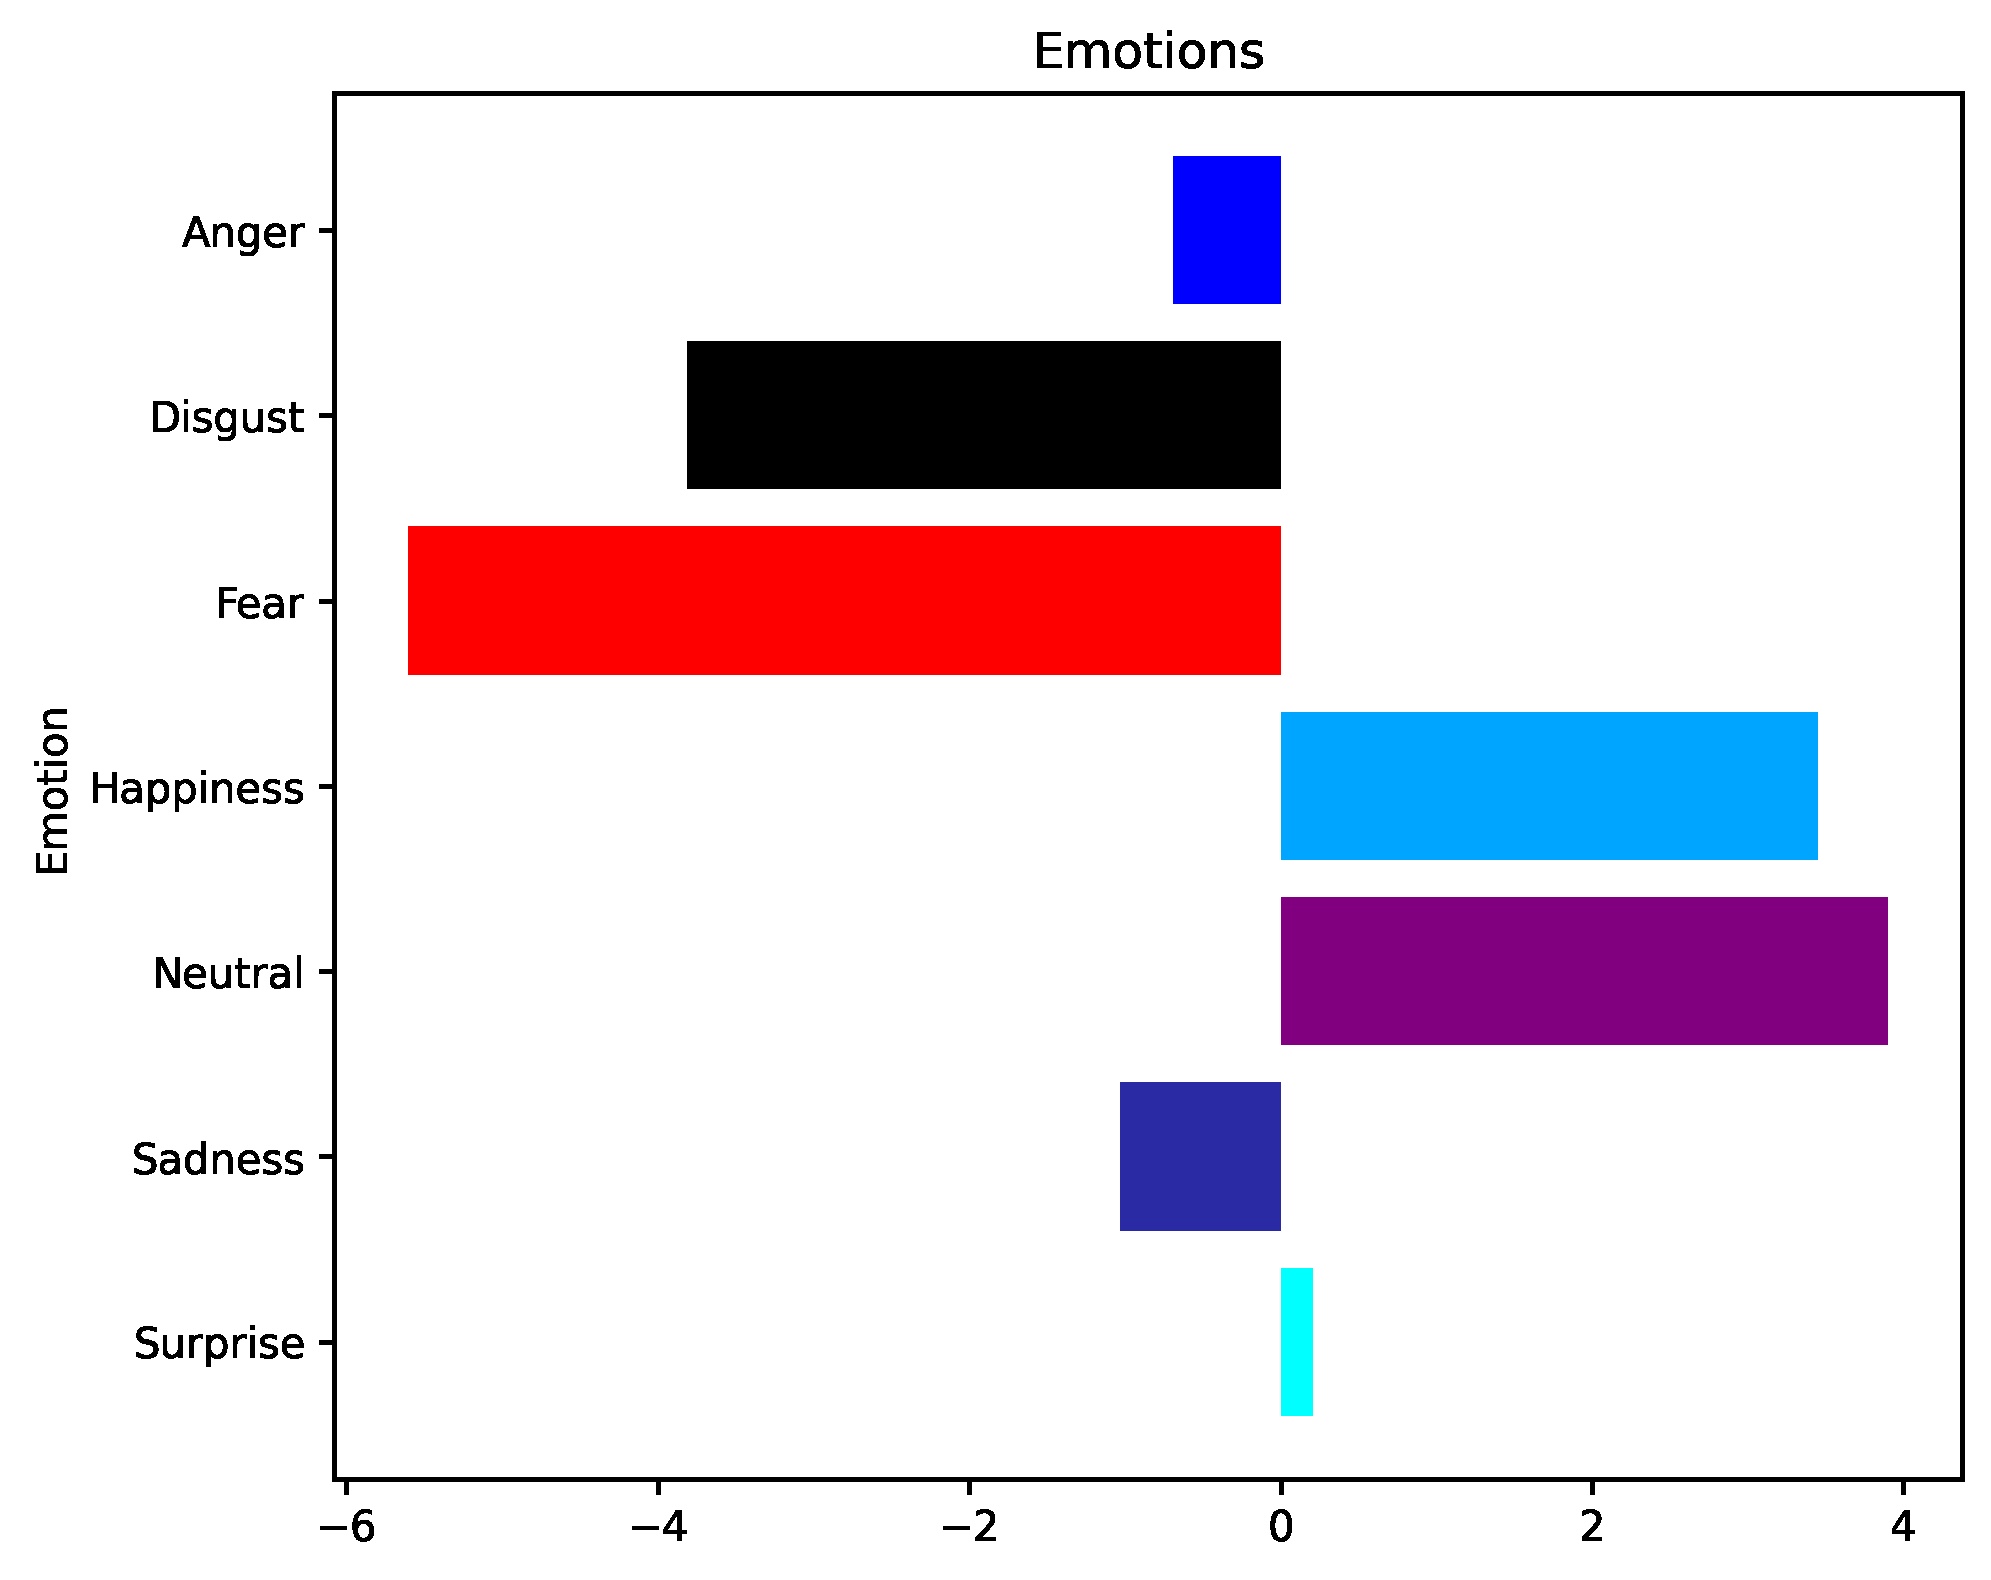 Emotions
Anger
Disgust
Fear
Happiness
Neutral
Sadness
Surprise
Emotion
−6 −4 −2 0 2 4